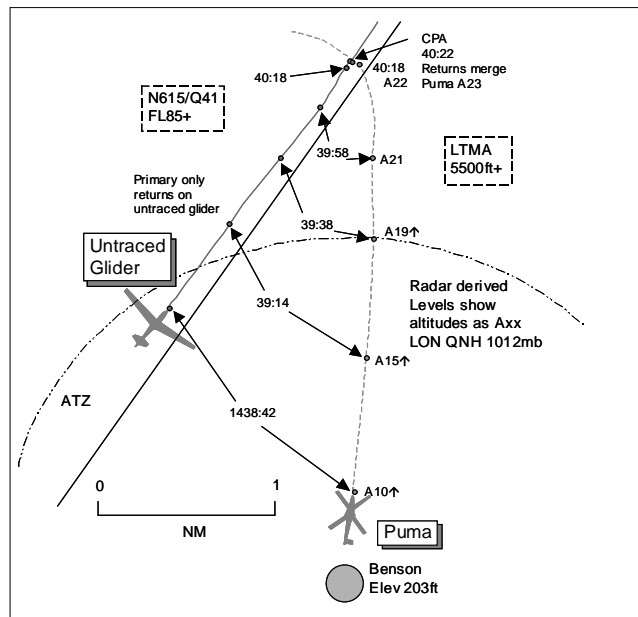 CPA
40:22
40:18
40:18
Returns merge
A22
Puma A23
N615/Q41
FL85+
39:58
A21
LTMA
5500ft+
Primary only
returns on
untraced glider
39:38
A19↑
Untraced
Glider
39:14
Radar derived
Levels show
altitudes as Axx
LON QNH 1012mb
A15↑
ATZ
1438:42
0
1
A10↑
NM
Puma
Benson
Elev 203ft